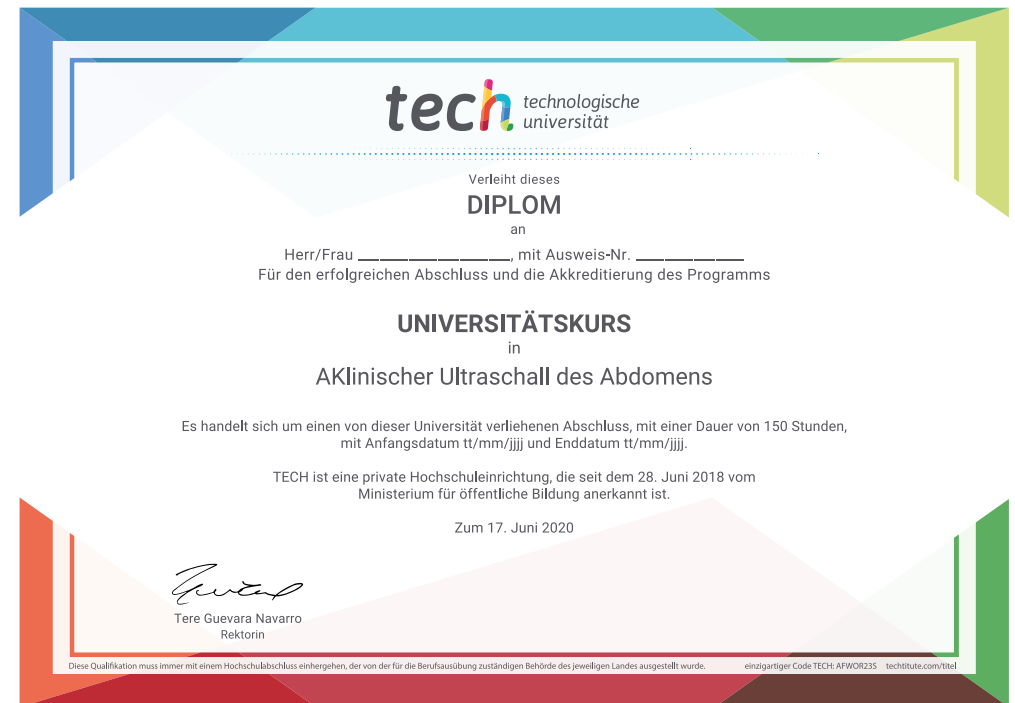 tech technologische
universität
Verleiht dieses
DIPLOM
an
Herr/Frau ________________, mit Ausweis-Nr. ____________
Für den erfolgreichen Abschluss und die Akkreditierung des Programms
UNIVERSITÄTSKURS
in
AKlinischer Ultraschall des Abdomens
Es handelt sich um einen von dieser Universität verliehenen Abschluss, mit einer Dauer von 150 Stunden,
mit Anfangsdatum tt/mm/jjjj und Enddatum tt/mm/jjjj.
TECH ist eine private Hochschuleinrichtung, die seit dem 28. Juni 2018 vom
Ministerium für öffentliche Bildung anerkannt ist.
Zum 17. Juni 2020
Tere Guevara Navarro
Rektorin
Diese Qualifikation muss immer mit einem Hochschulabschluss einhergehen, der von der für die Berufsausübung zuständigen Behörde des jeweiligen Landes ausgestellt wurde. einzigartiger Code TECH: AFWOR23S techtitute.com/titel